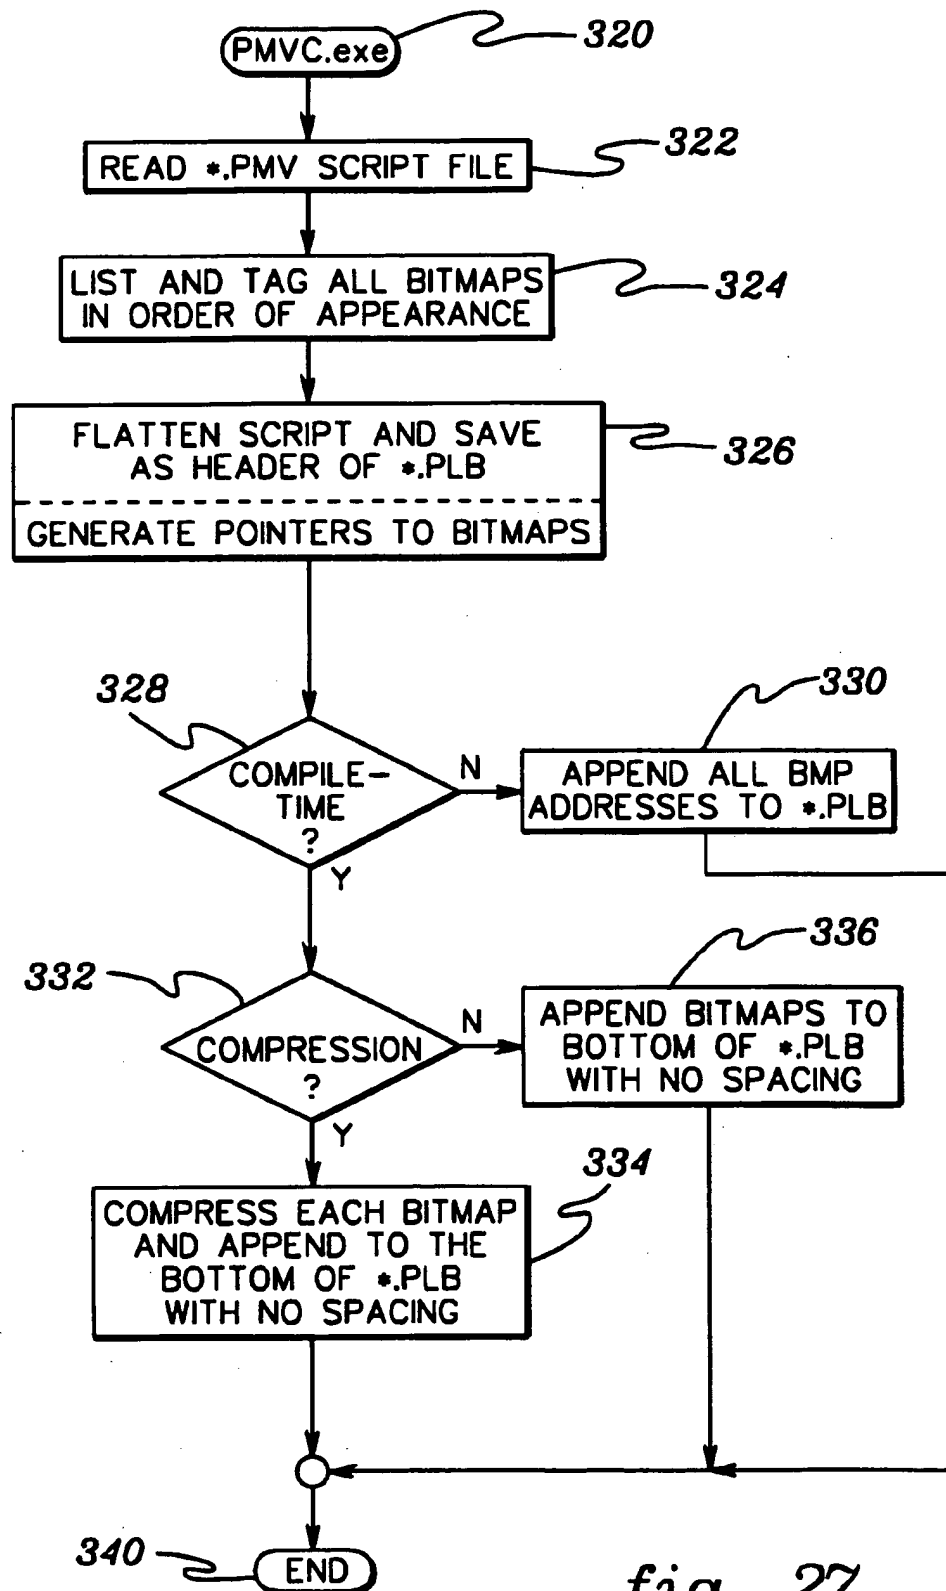 PMVC.exe
320
READ *.PMV SCRIPT FILE
322
LIST AND TAG ALL BITMAPS
IN ORDER OF APPEARANCE
324
FLATTEN SCRIPT AND SAVE
AS HEADER OF *.PLB
GENERATE POINTERS TO BITMAPS
326
328
COMPILE-
TIME
?
N
Y
330
APPEND ALL BMP
ADDRESSES TO *.PLB
332
COMPRESSION
?
N
Y
336
APPEND BITMAPS TO
BOTTOM OF *.PLB
WITH NO SPACING
334
COMPRESS EACH BITMAP
AND APPEND TO THE
BOTTOM OF *.PLB
WITH NO SPACING
340
END
fig. 27